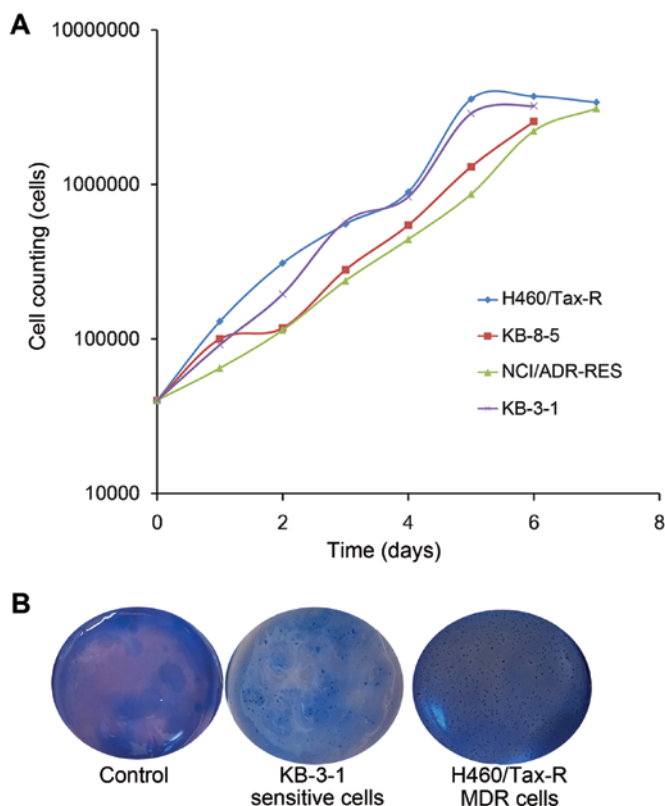 A
10000000
1000000
100000
10000
Cell counting (cells)
0
2
4
6
8
Time (days)
H460/Tax-R
KB-8-5
NCI/ADR-RES
KB-3-1
B
Control
KB-3-1
sensitive cells
H460/Tax-R
MDR cells